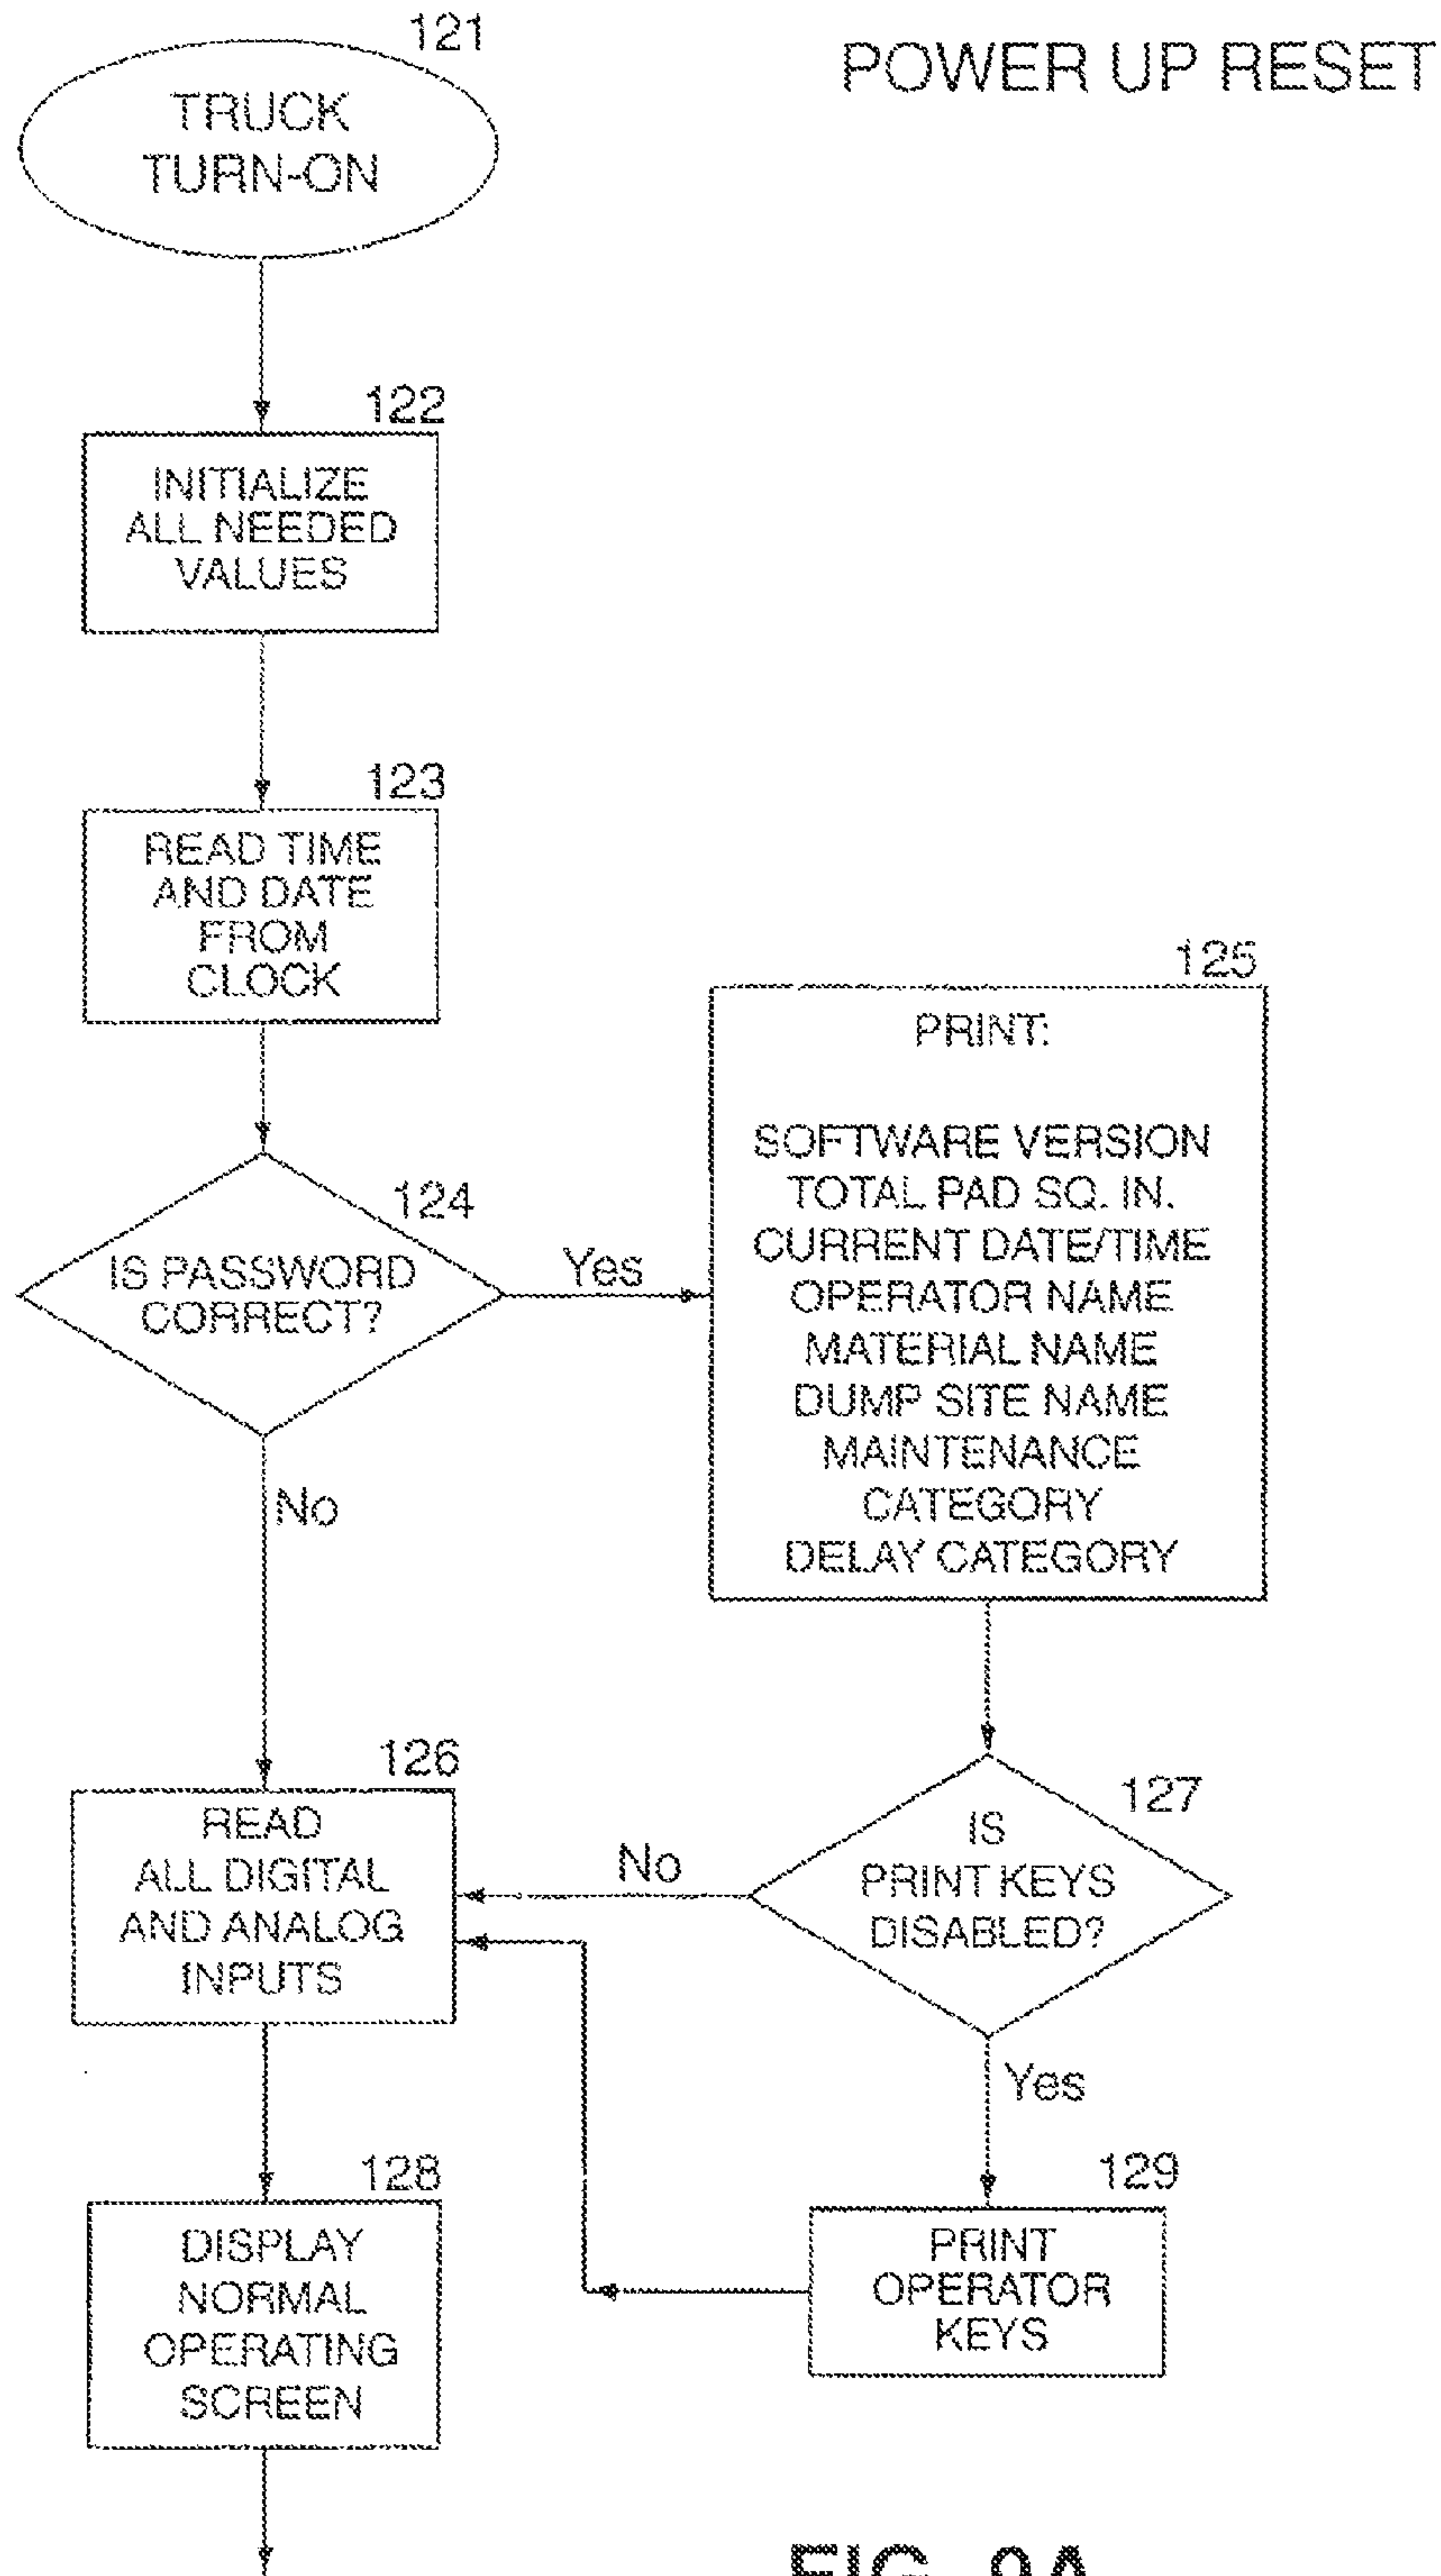 POWER UP RESET
121
TRUCK
TURN-ON
122
INITIALIZE
ALL NEEDED
VALUES
123
READ TIME
AND DATE
FROM
CLOCK
124
IS PASSWORD
CORRECT?
Yes
No
125
PRINT:
SOFTWARE VERSION
TOTAL PAD SQ. IN.
CURRENT DATE/TIME
OPERATOR NAME
MATERIAL NAME
DUMP SITE NAME
MAINTENANCE
CATEGORY
DELAY CATEGORY
126
READ
ALL DIGITAL
AND ANALOG
INPUTS
No
127
IS
PRINT KEYS
DISABLED?
Yes
128
DISPLAY
NORMAL
OPERATING
SCREEN
129
PRINT
OPERATOR
KEYS
FIG. 9A